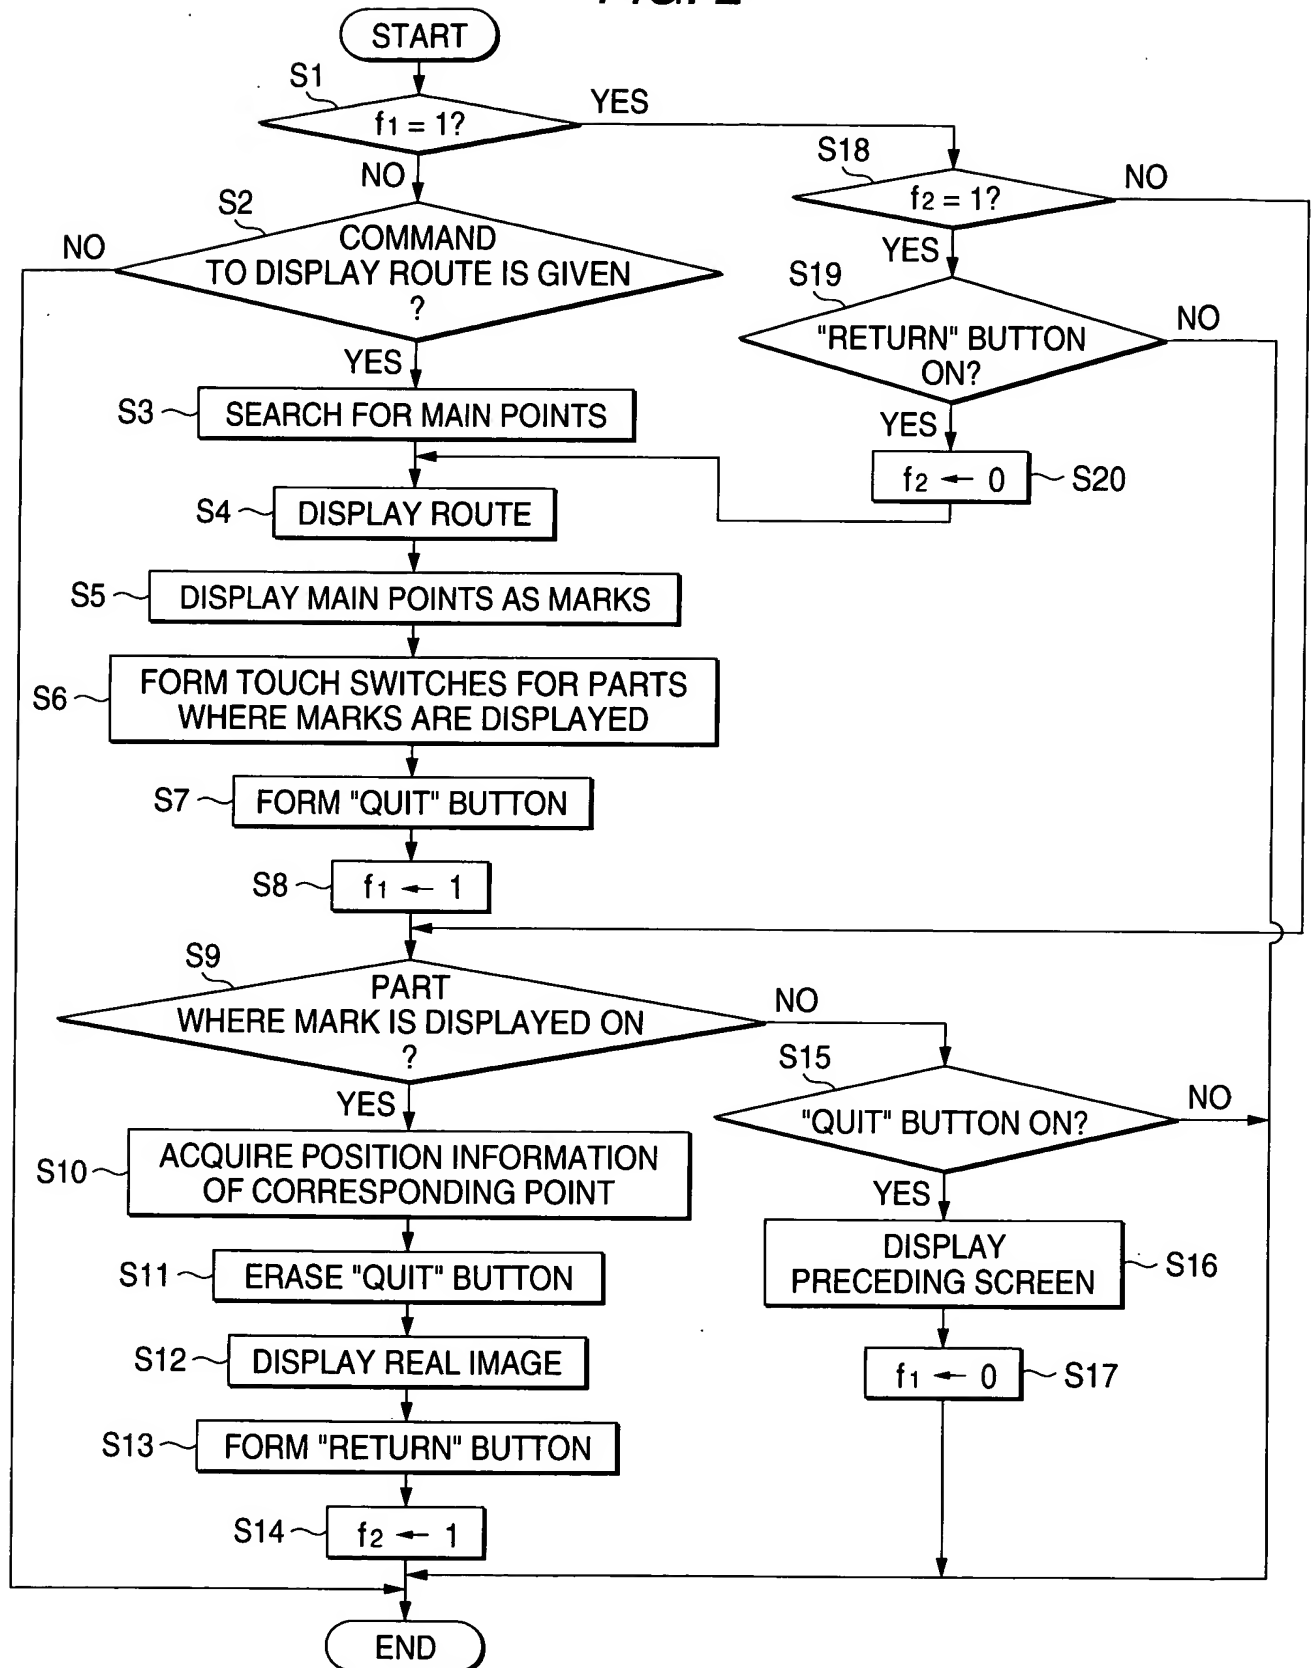 FIG. 2
START
S1
f1 = 1?
YES
NO
S18
f2 = 1?
NO
YES
S2
COMMAND
TO DISPLAY ROUTE IS GIVEN
?
NO
YES
S19
"RETURN" BUTTON
ON?
NO
YES
S3
SEARCH FOR MAIN POINTS
f2 ← 0
S20
S4
DISPLAY ROUTE
S5
DISPLAY MAIN POINTS AS MARKS
S6
FORM TOUCH SWITCHES FOR PARTS
WHERE MARKS ARE DISPLAYED
S7
FORM "QUIT" BUTTON
S8
f1 ← 1
S9
PART
WHERE MARK IS DISPLAYED ON
?
NO
YES
S15
"QUIT" BUTTON ON?
NO
YES
S10
ACQUIRE POSITION INFORMATION
OF CORRESPONDING POINT
S11
ERASE "QUIT" BUTTON
DISPLAY
PRECEDING SCREEN
S16
S12
DISPLAY REAL IMAGE
f1 ← 0
S17
S13
FORM "RETURN" BUTTON
S14
f2 ← 1
END